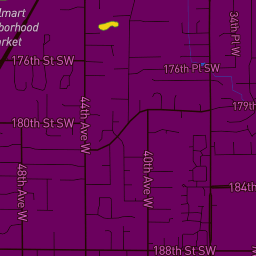 lmart
borhood
arket
34th Pl W
176th St SW
176th Pl SW
179th
44th Ave W
180th St SW
40th Ave W
48th Ave W
184th
188th St SW